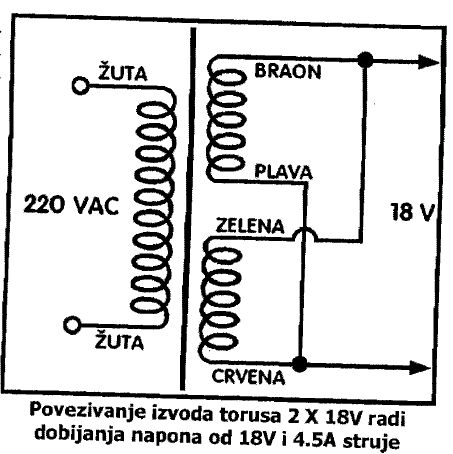 ŽUTA
BRAON
PLAVA
220 VAC
18 V
ZELENA
ŽUTA
CRVENA
Povezivanje izvoda torusa 2 X 18V radi
dobijanja napona od 18V i 4.5A struje